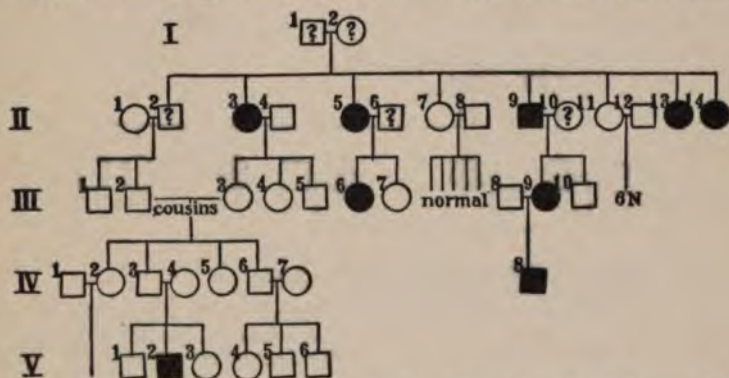 I 1 ? 2 ?
II 1 2 ? 3 4 5 6 ? 7 8 9 10 ? 11 12 13 14
III 1 2 cousins 3 4 5 6 7 normal 8 9 10 6N
IV 1 2 3 4 5 6 7 8
V 1 2 3 4 5 6